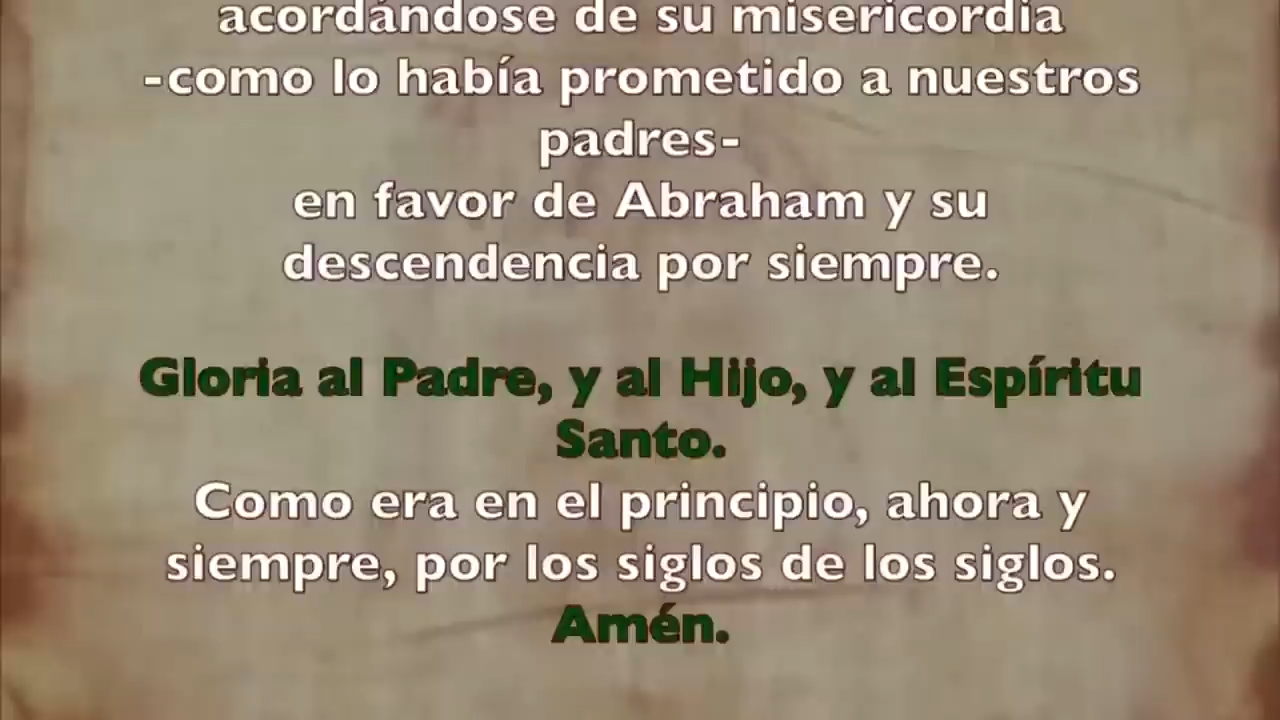 acordándose de su misericordia
-como lo había prometido a nuestros
padres-
en favor de Abraham y su
descendencia por siempre.
Gloria al Padre, y al Hijo, y al Espíritu
Santo.
Como era en el principio, ahora y
siempre, por los siglos de los siglos.
Amén.